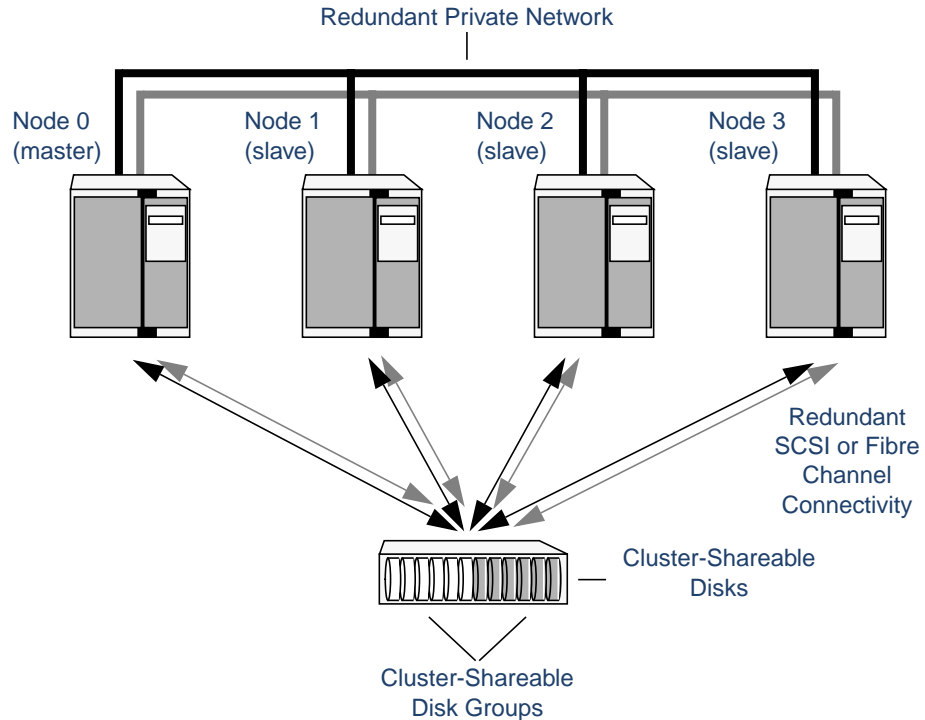 Redundant Private Network
Node 0
(master)
Node 1
(slave)
Node 2
(slave)
Node 3
(slave)
Redundant
SCSI or Fibre
Channel
Connectivity
Cluster-Shareable
Disks
Cluster-Shareable
Disk Groups